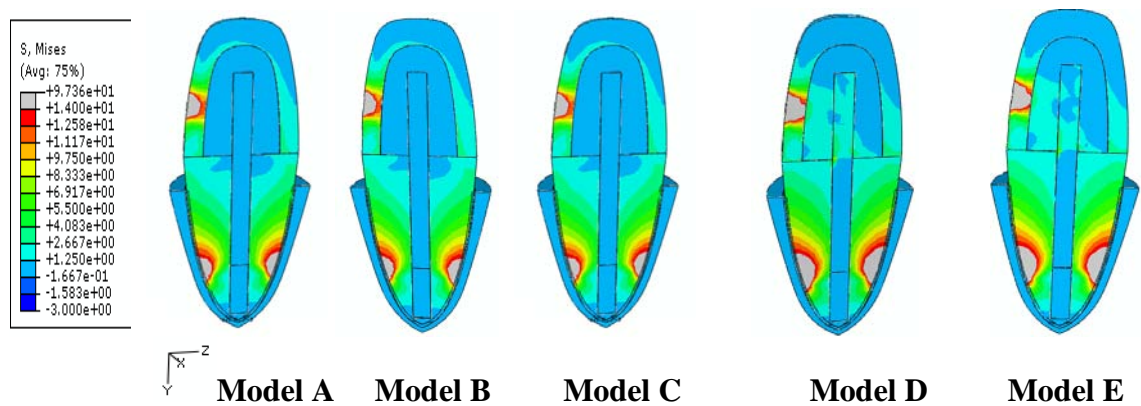 S, Mises
(Avg: 75%)
+9.736e+01
+1.400e+01
+1.258e+01
+1.117e+01
+9.750e+00
+8.333e+00
+6.917e+00
+5.500e+00
+4.083e+00
+2.667e+00
+1.250e+00
-1.667e-01
-1.583e+00
-3.000e+00
Z
X
Y
Model A Model B Model C Model D Model E